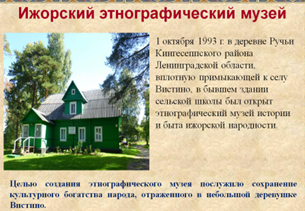 Ижорский этнографический музей
1 октября 1993 г. в деревне Ручьи
Кингесеппского района
Ленинградской области,
вплотную примыкающей к селу
Вистино, в бывшем здании
сельской школы был открыт
этнографический музей истории
и быта ижорской народности.
Целью создания этнографического музея послужило сохранение
культурного богатства народа, отраженного в небольшой деревушке
Вистино.